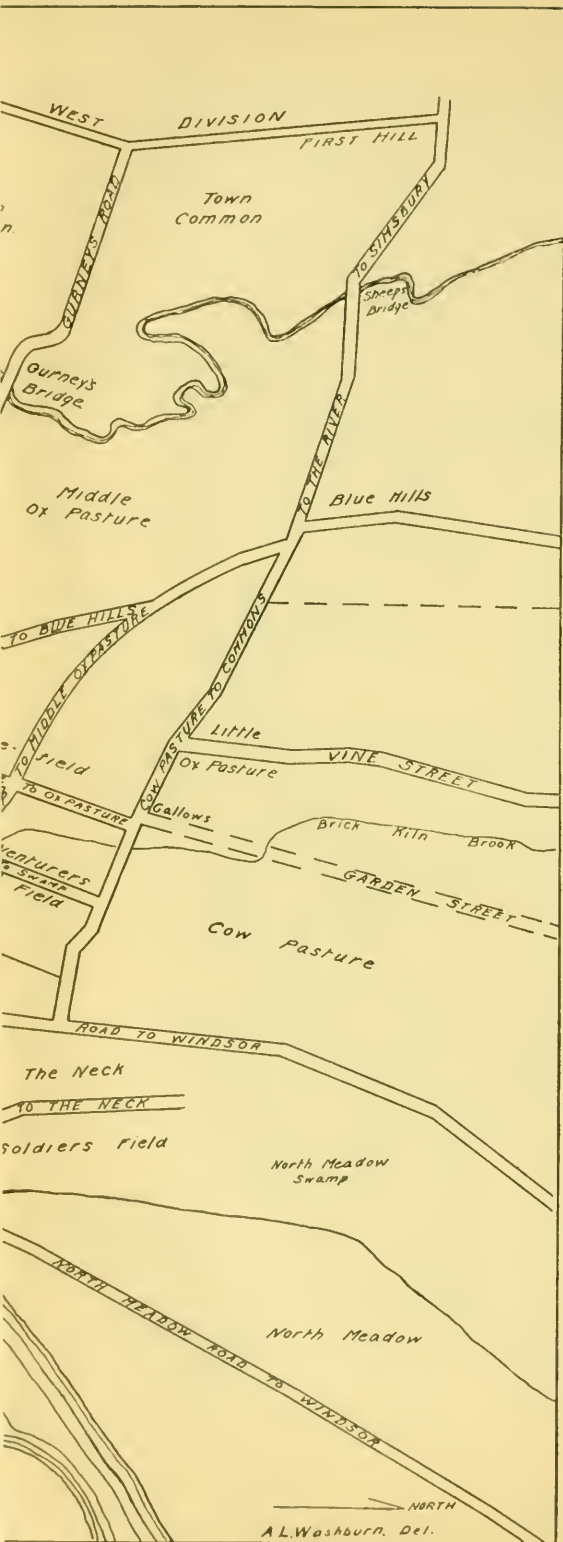 WEST DIVISION
FIRST HILL
Town
Common
GURNEYS ROAD
TO SIMSBURY
Sheeps
Bridge
Gurney's
Bridge
TO THE RIVER
Middle
Ox Pasture
Blue Hills
TO BLUE HILLS
TO MIDDLE OX PASTURE
COW PASTURE TO COMMONS
Little
Ox Pasture
VINE STREET
field
TO OX PASTURE
Gallows
Brick Kiln Brook
venturers
TO SWAMP
Field
GARDEN STREET
Cow Pasture
ROAD TO WINDSOR
The Neck
TO THE NECK
Soldiers Field
North Meadow
Swamp
NORTH MEADOW ROAD TO WINDSOR
North Meadow
NORTH
A.L. Washburn, Del.